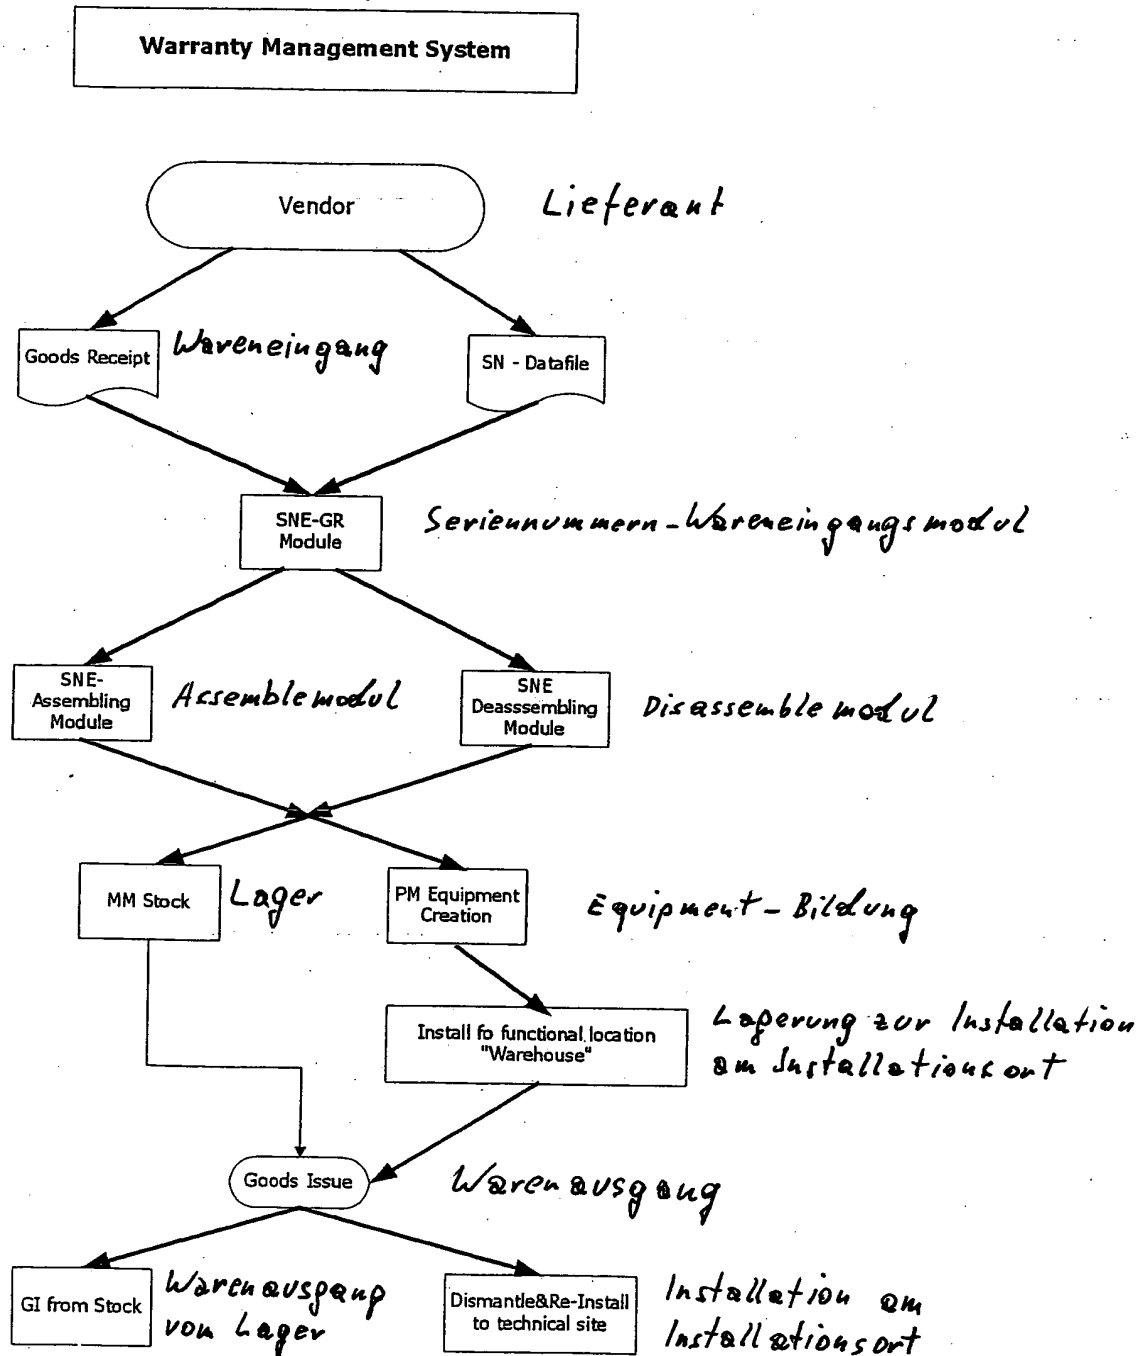 Warranty Management System
Vendor
Lieferant
Goods Receipt
Wareneingang
SN - Datafile
SNE-GR
Module
Seriennummern-Wareneingangsmodul
SNE-
Assembling
Module
Assemblemodul
SNE
Deasssembling
Module
Disassemblemodul
MM Stock
Lager
PM Equipment
Creation
Equipment-Bildung
Install fo functional location
"Warehouse"
Lagerung zur Installation
am Installationsort
Goods Issue
Warenausgang
GI from Stock
Warenausgang
vom Lager
Dismantle&Re-Install
to technical site
Installation am
Installationsort